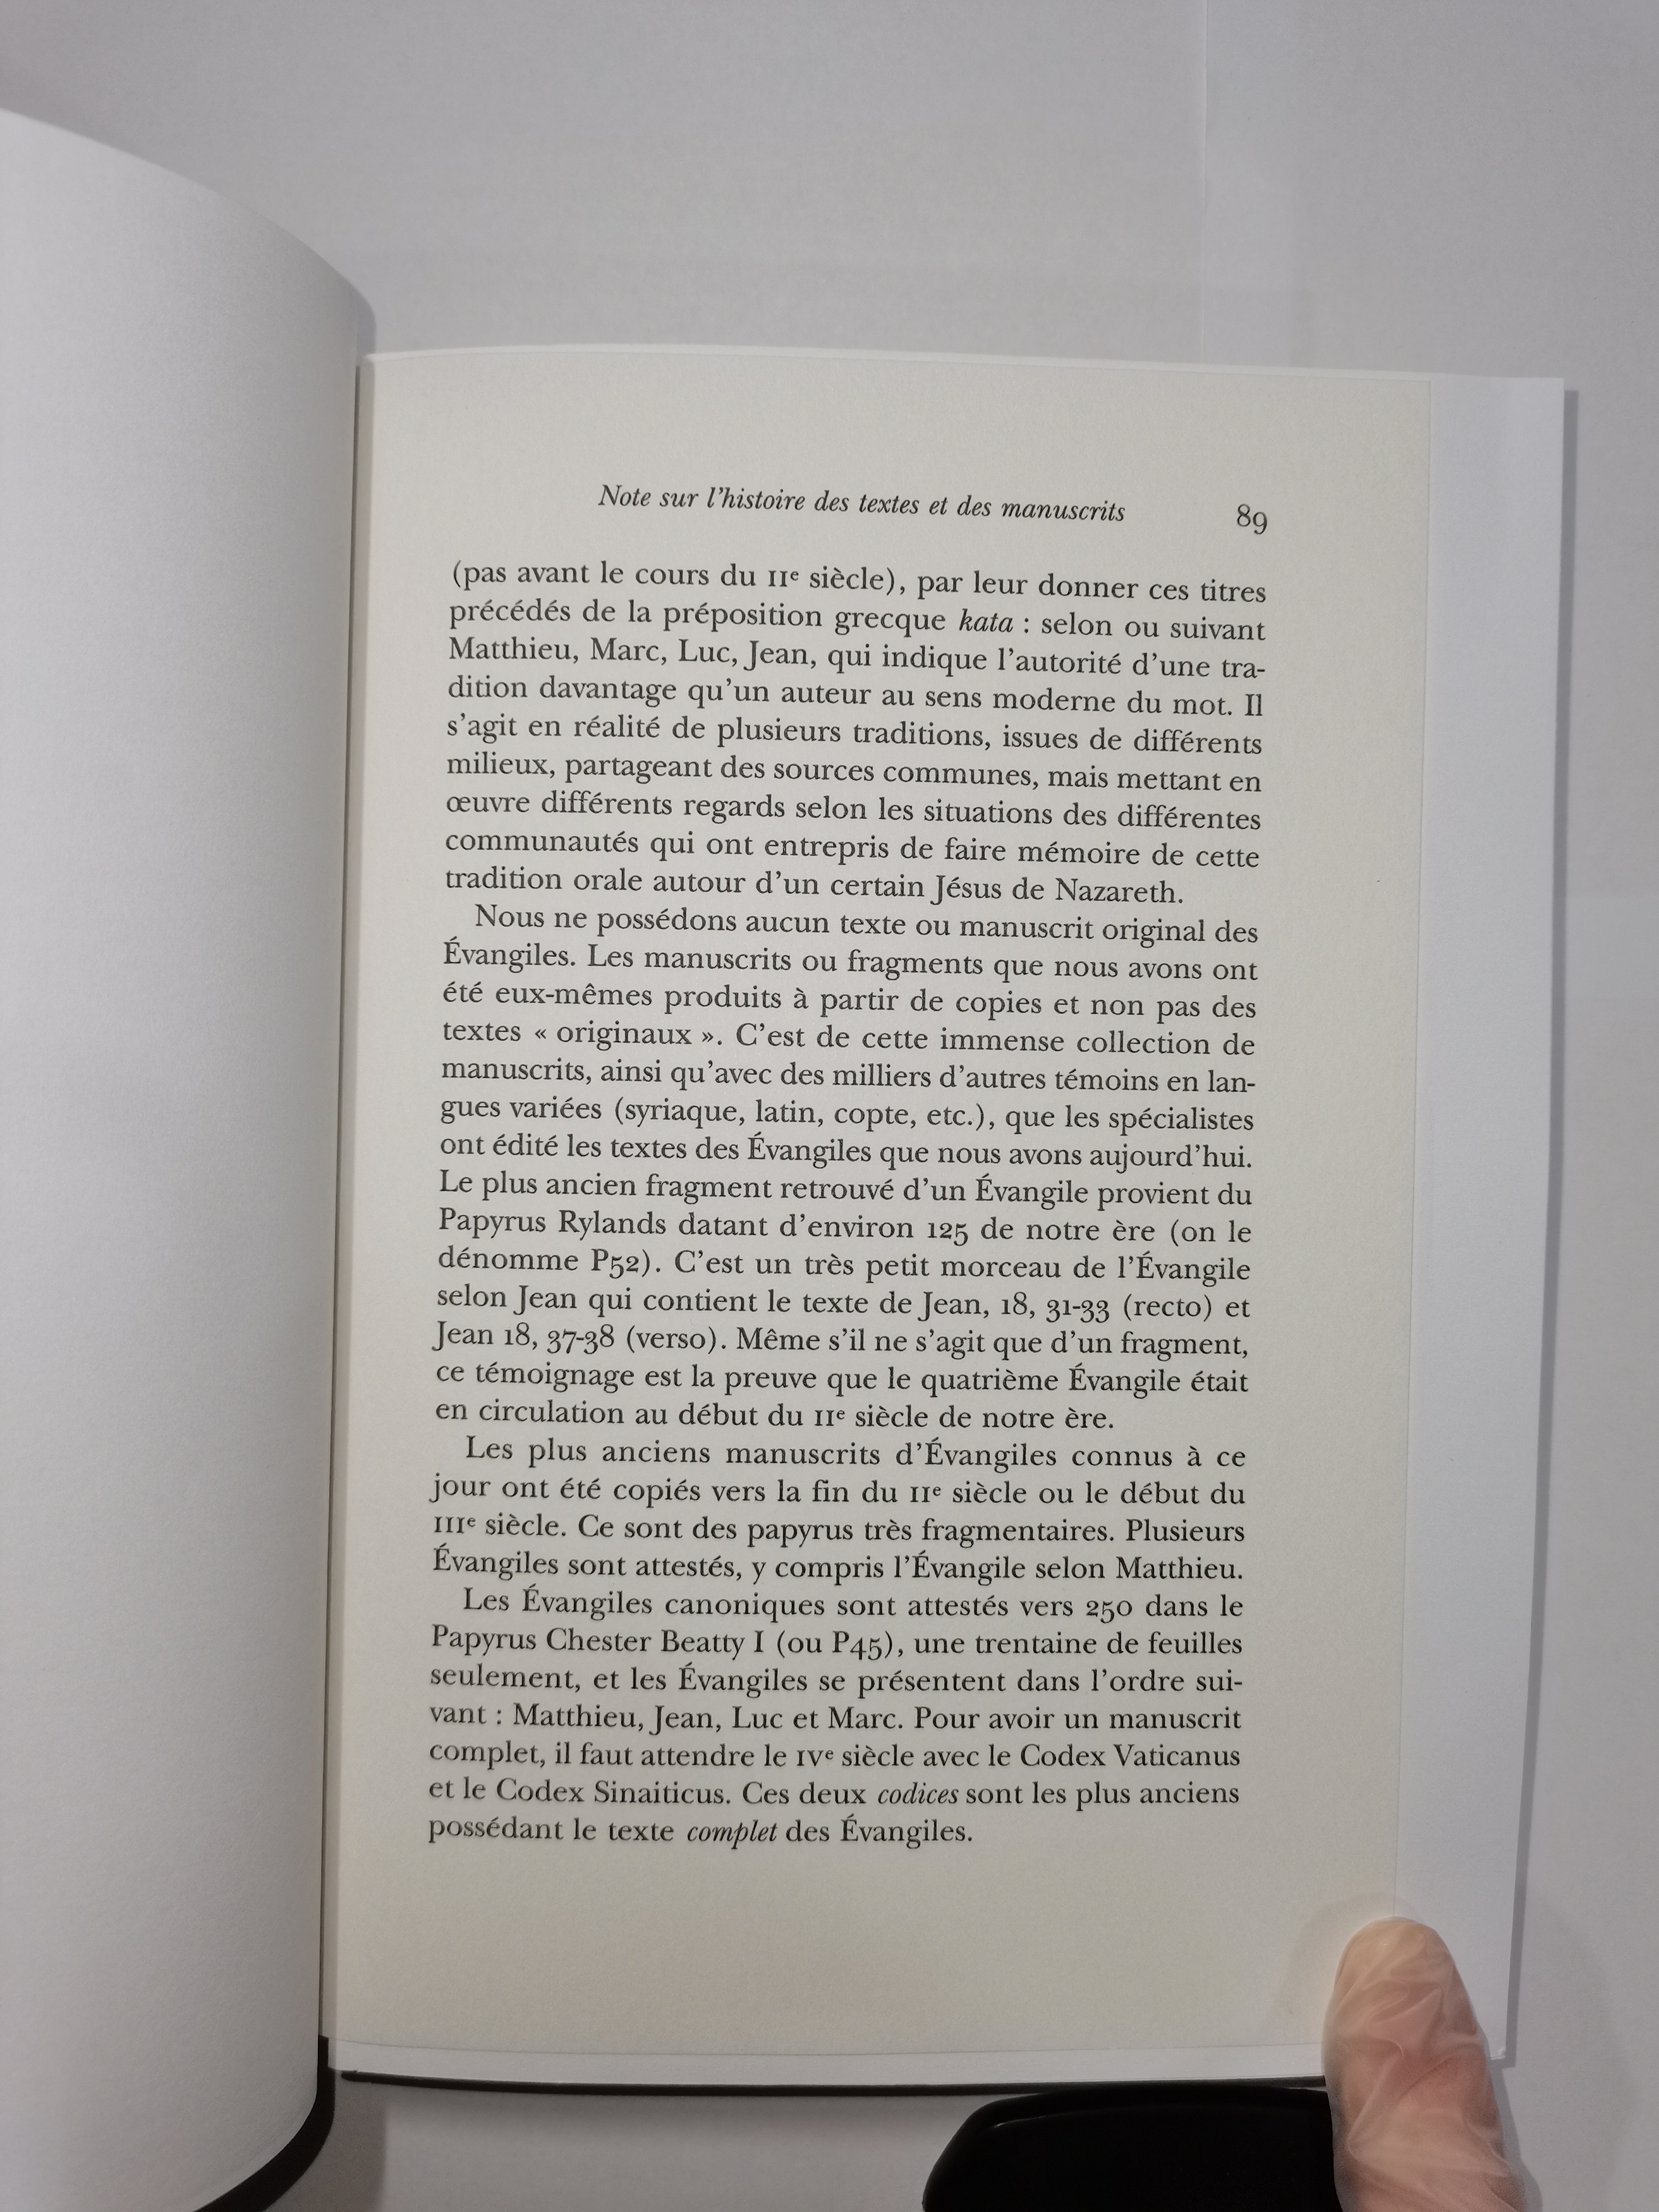 Note sur l'histoire des textes et des manuscrits 89
(pas avant le cours du IIe siècle), par leur donner ces titres
précédés de la préposition grecque kata : selon ou suivant
Matthieu, Marc, Luc, Jean, qui indique l'autorité d'une tra-
dition davantage qu'un auteur au sens moderne du mot. Il
s'agit en réalité de plusieurs traditions, issues de différents
milieux, partageant des sources communes, mais mettant en
œuvre différents regards selon les situations des différentes
communautés qui ont entrepris de faire mémoire de cette
tradition orale autour d'un certain Jésus de Nazareth.
Nous ne possédons aucun texte ou manuscrit original des
Évangiles. Les manuscrits ou fragments que nous avons ont
été eux-mêmes produits à partir de copies et non pas des
textes « originaux ». C'est de cette immense collection de
manuscrits, ainsi qu'avec des milliers d'autres témoins en lan-
gues variées (syriaque, latin, copte, etc.), que les spécialistes
ont édité les textes des Évangiles que nous avons aujourd'hui.
Le plus ancien fragment retrouvé d'un Évangile provient du
Papyrus Rylands datant d'environ 125 de notre ère (on le
dénomme P52). C'est un très petit morceau de l'Évangile
selon Jean qui contient le texte de Jean, 18, 31-33 (recto) et
Jean 18, 37-38 (verso). Même s'il ne s'agit que d'un fragment,
ce témoignage est la preuve que le quatrième Évangile était
en circulation au début du IIe siècle de notre ère.
Les plus anciens manuscrits d'Évangiles connus à ce
jour ont été copiés vers la fin du IIe siècle ou le début du
IIIe siècle. Ce sont des papyrus très fragmentaires. Plusieurs
Évangiles sont attestés, y compris l'Évangile selon Matthieu.
Les Évangiles canoniques sont attestés vers 250 dans le
Papyrus Chester Beatty I (ou P45), une trentaine de feuilles
seulement, et les Évangiles se présentent dans l'ordre sui-
vant : Matthieu, Jean, Luc et Marc. Pour avoir un manuscrit
complet, il faut attendre le IVe siècle avec le Codex Vaticanus
et le Codex Sinaiticus. Ces deux codices sont les plus anciens
possédant le texte complet des Évangiles.